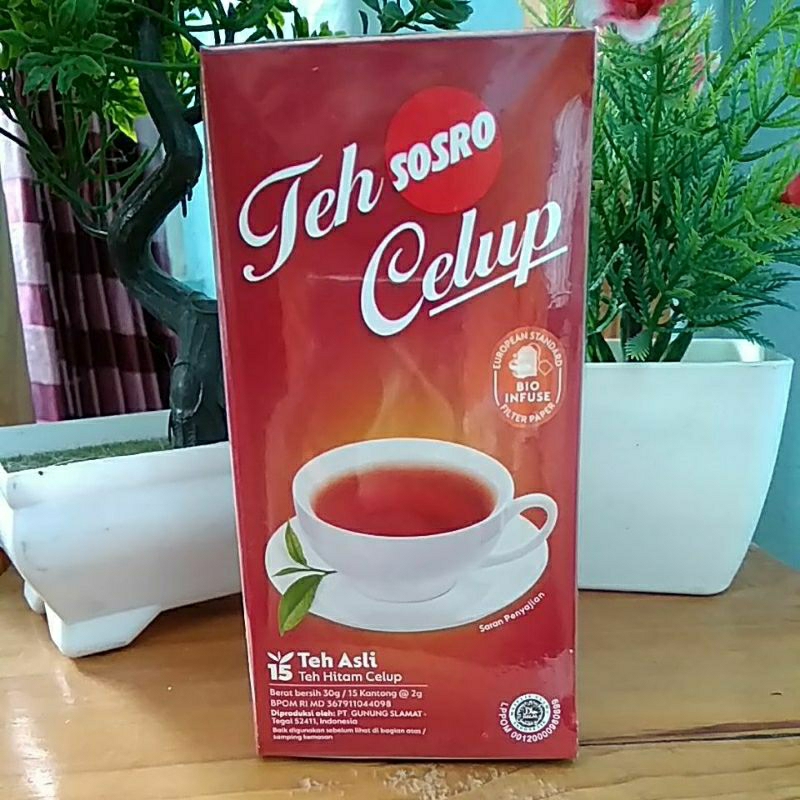 Teh SOSRO
Celup
EUROPEAN STANDARD
BIO
INFUSE
FILTER PAPER
Saran Penyajian
15 Teh Asli
Teh Hitam Celup
Berat bersih 30g / 15 Kantong @ 2g
BPOM RI MD 367911044098
Diproduksi oleh: PT. GUNUNG SLAMAT -
Tegal 52411, Indonesia
Baik digunakan sebelum lihat di bagian atas /
samping kemasan
LPPOM 00120000980899